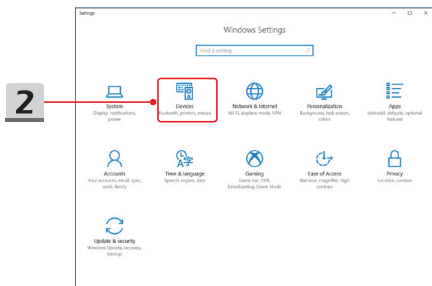 Settings
Windows Settings
Find a setting
2
System
Display, notifications,
power
Devices
Bluetooth, printers, mouse
Network & Internet
Wi-Fi, airplane mode, VPN
Personalization
Background, lock screen,
colors
Apps
Uninstall, defaults, optional
features
Accounts
Your accounts, email, sync,
work, family
Time & language
Speech, region, date
Gaming
Game bar, DVR,
broadcasting, Game Mode
Ease of Access
Narrator, magnifier, high
contrast
Privacy
Location, camera
Update & security
Windows Update, recovery,
backup